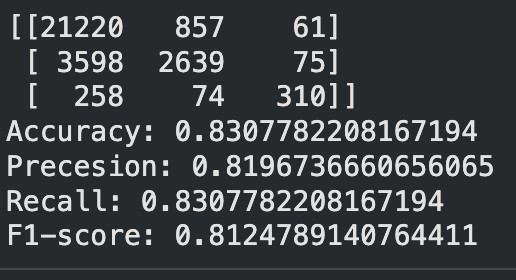 [[21220 857 61]
[ 3598 2639 75]
[ 258 74 310]]
Accuracy: 0.8307782208167194
Precesion: 0.8196736660656065
Recall: 0.8307782208167194
F1-score: 0.8124789140764411